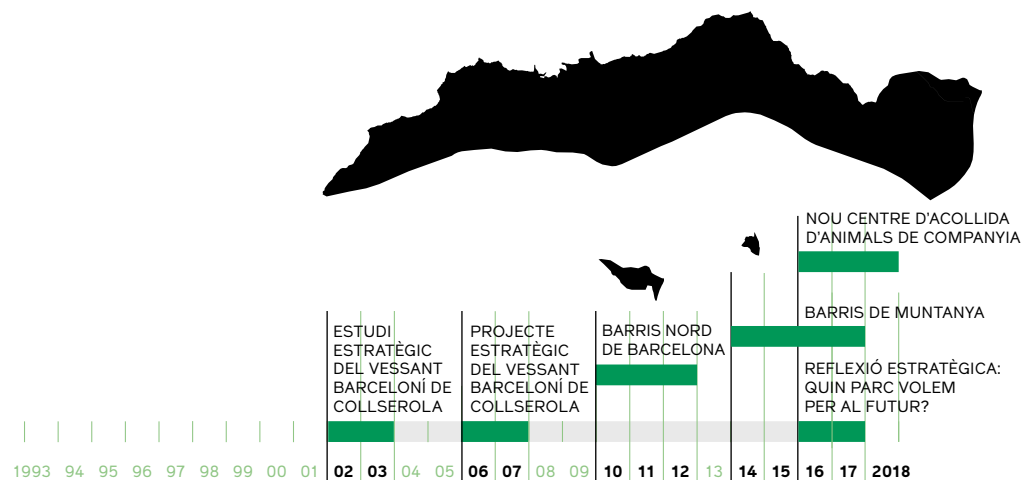 NOU CENTRE D'ACOLLIDA
D'ANIMALS DE COMPANYIA
BARRIS DE MUNTANYA
ESTUDI
ESTRATÈGIC
DEL VESSANT
BARCELONÍ DE
COLLSEROLA
PROJECTE
ESTRATÈGIC
DEL VESSANT
BARCELONÍ DE
COLLSEROLA
BARRIS NORD
DE BARCELONA
REFLEXIÓ ESTRATÈGICA:
QUIN PARC VOLEM
PER AL FUTUR?
1993 94 95 96 97 98 99 00 01 02 03 04 05 06 07 08 09 10 11 12 13 14 15 16 17 2018